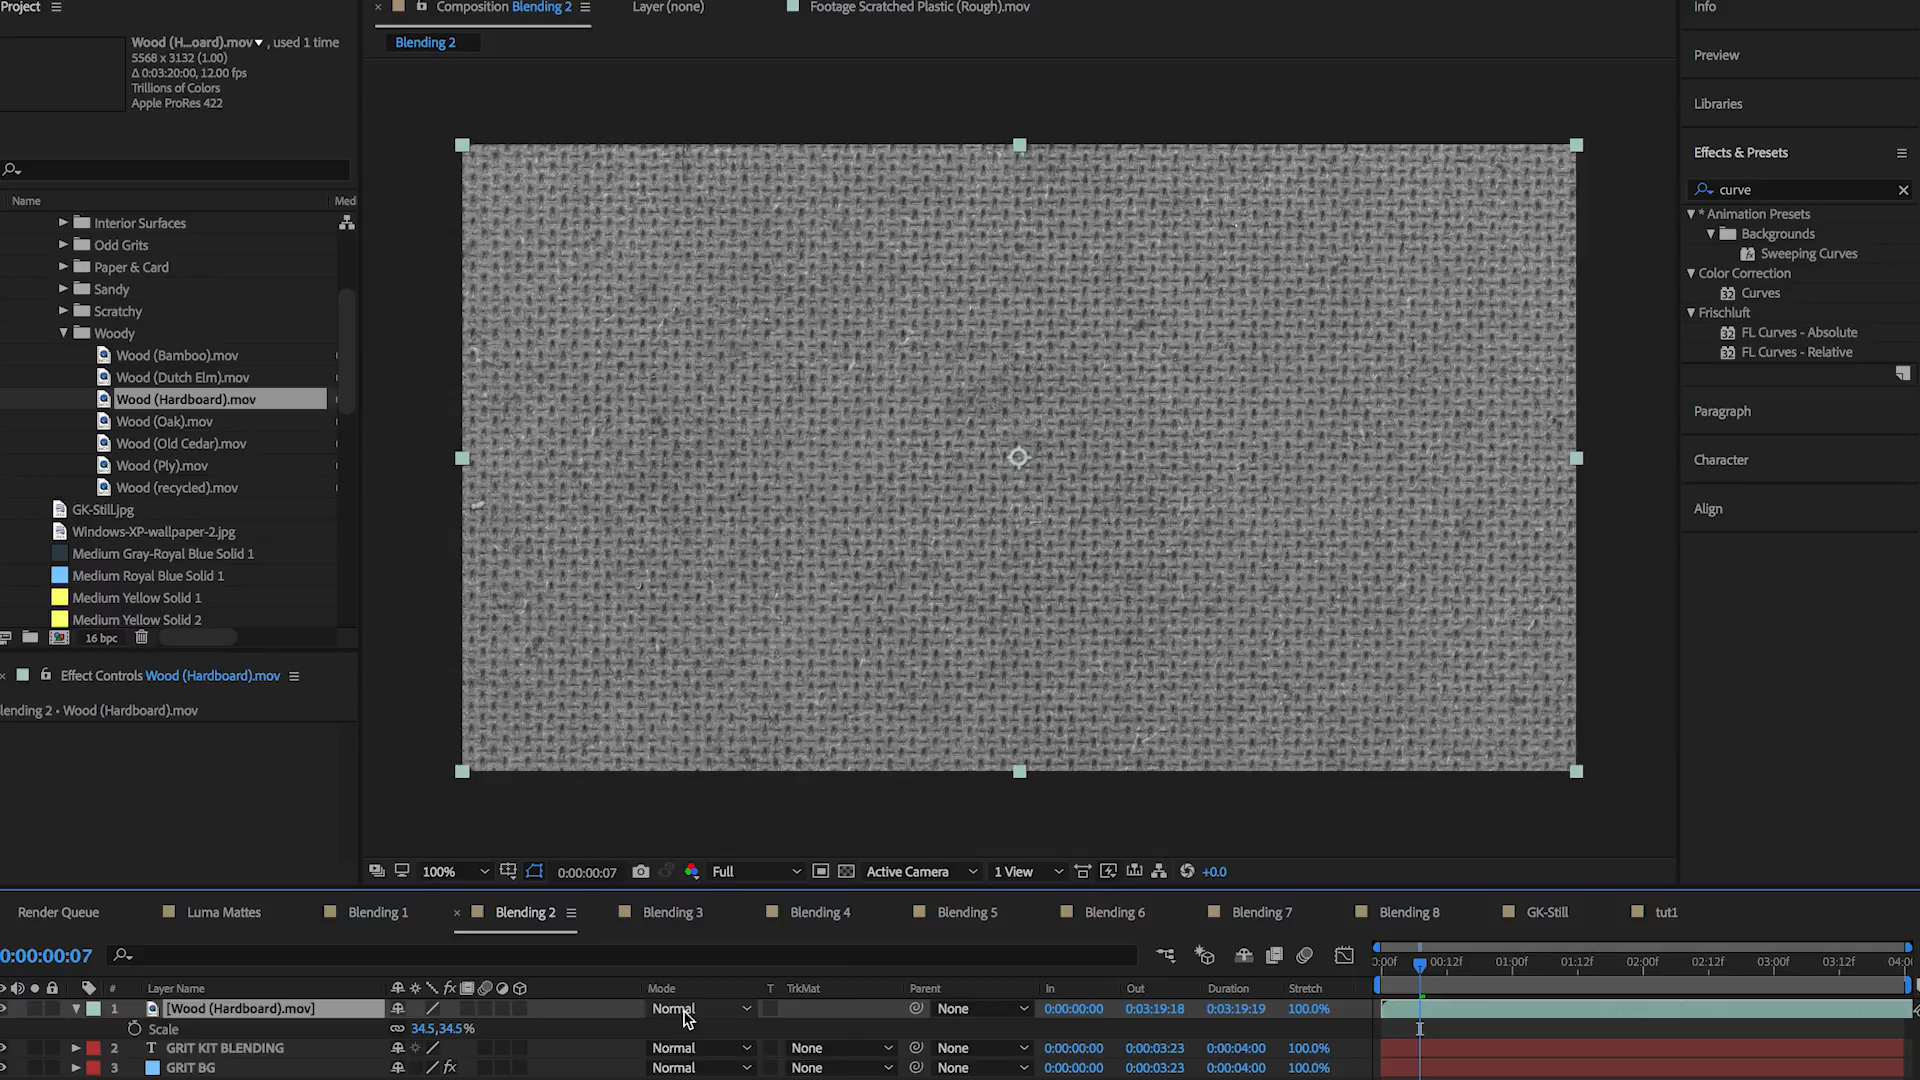 Project
Wood (H...oard).mov , used 1 time
5568 x 3132 (1.00)
Δ 0:03:20:00, 12.00 fps
Trillions of Colors
Apple ProRes 422
Name
Med
Interior Surfaces
Odd Grits
Paper & Card
Sandy
Scratchy
Woody
Wood (Bamboo).mov
Wood (Dutch Elm).mov
Wood (Hardboard).mov
Wood (Oak).mov
Wood (Old Cedar).mov
Wood (Ply).mov
Wood (recycled).mov
GK-Still.jpg
Windows-XP-wallpaper-2.jpg
Medium Gray-Royal Blue Solid 1
Medium Royal Blue Solid 1
Medium Yellow Solid 1
Medium Yellow Solid 2
16 bpc
Effect Controls Wood (Hardboard).mov
lending 2 • Wood (Hardboard).mov
Composition Blending 2
Layer (none)
Footage Scratched Plastic (Rough).mov
Blending 2
100%
0:00:00:07
Full
Active Camera
1 View
+0.0
Info
Preview
Libraries
Effects & Presets
curve
* Animation Presets
Backgrounds
Sweeping Curves
Color Correction
32 Curves
Frischluft
32 FL Curves - Absolute
32 FL Curves - Relative
Paragraph
Character
Align
Render Queue
Luma Mattes
Blending 1
Blending 2
Blending 3
Blending 4
Blending 5
Blending 6
Blending 7
Blending 8
GK-Still
tut1
0:00:00:07
0:00f 00:12f 01:00f 01:12f 02:00f 02:12f 03:00f 03:12f 04:00
# Layer Name fx Mode T TrkMat Parent In Out Duration Stretch
1 [Wood (Hardboard).mov] Normal None 0:00:00:00 0:03:19:18 0:03:19:19 100.0%
Scale 34.5,34.5%
2 T GRIT KIT BLENDING Normal None None 0:00:00:00 0:00:03:23 0:00:04:00 100.0%
3 GRIT BG fx Normal None None 0:00:00:00 0:00:03:23 0:00:04:00 100.0%